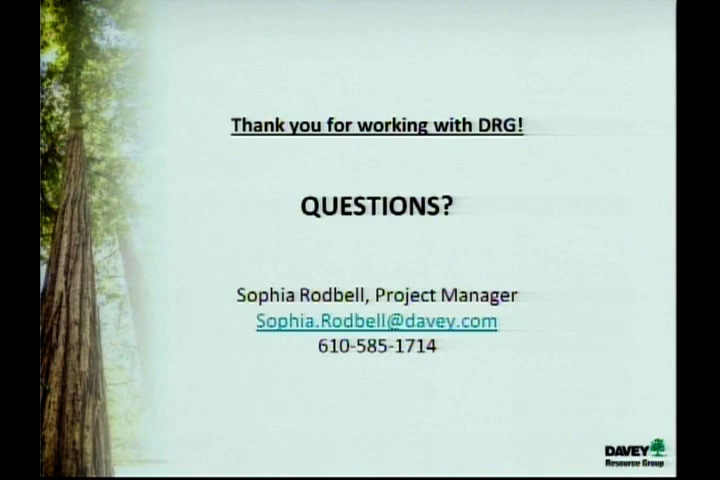 Thank you for working with DRG!
QUESTIONS?
Sophia Rodbell, Project Manager
Sophia.Rodbell@davey.com
610-585-1714
DAVEY
Resource Group